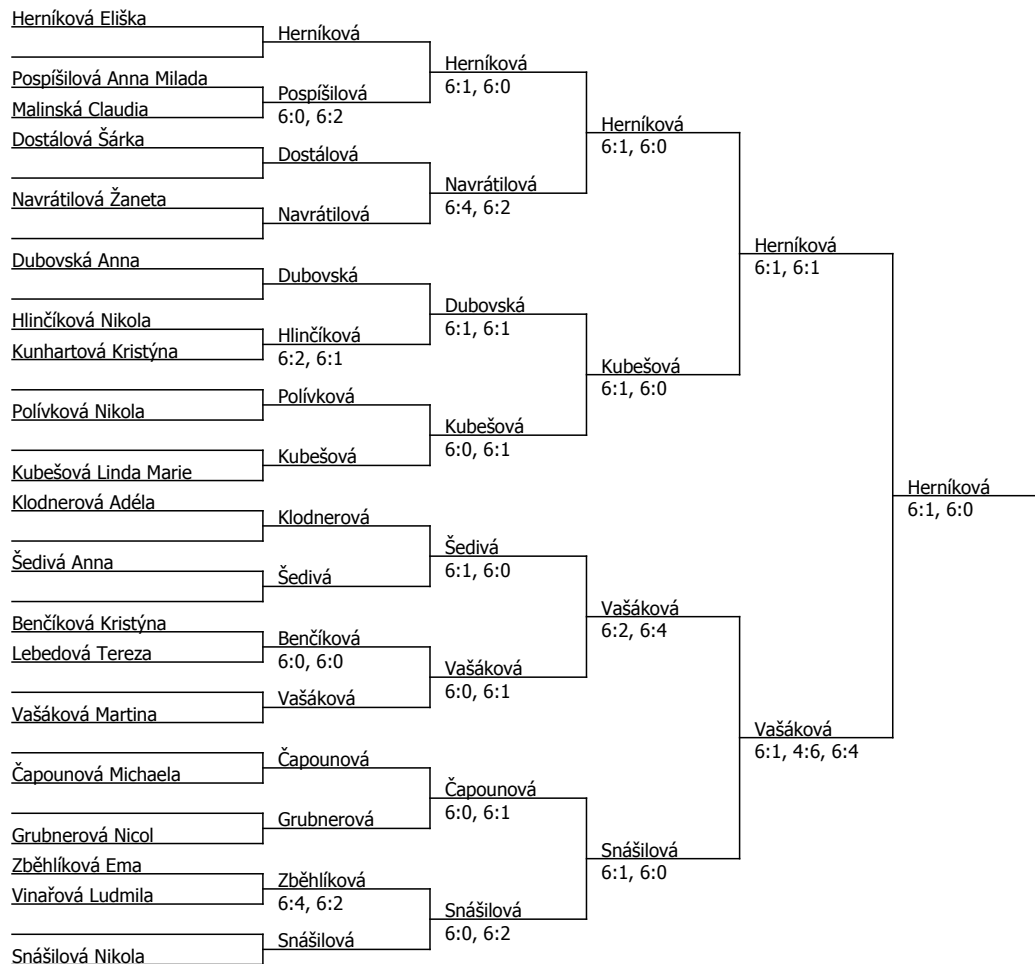 Herníková Eliška
Pospíšilová Anna Milada
Malinská Claudia
Dostálová Šárka
Navrátilová Žaneta
Dubovská Anna
Hlinčíková Nikola
Kunhartová Kristýna
Polívková Nikola
Kubešová Linda Marie
Klodnerová Adéla
Šedivá Anna
Benčíková Kristýna
Lebedová Tereza
Vašáková Martina
Čapounová Michaela
Grubnerová Nicol
Zběhlíková Ema
Vinařová Ludmila
Snášilová Nikola
Herníková
Pospíšilová
6:0, 6:2
Dostálová
Navrátilová
Dubovská
Hlinčíková
6:2, 6:1
Polívková
Kubešová
Klodnerová
Šedivá
Benčíková
6:0, 6:0
Vašáková
Čapounová
Grubnerová
Zběhlíková
6:4, 6:2
Snášilová
Herníková
6:1, 6:0
Navrátilová
6:4, 6:2
Dubovská
6:1, 6:1
Kubešová
6:0, 6:1
Šedivá
6:1, 6:0
Vašáková
6:0, 6:1
Čapounová
6:0, 6:1
Snášilová
6:0, 6:2
Herníková
6:1, 6:0
Kubešová
6:1, 6:0
Vašáková
6:2, 6:4
Snášilová
6:1, 6:0
Herníková
6:1, 6:1
Vašáková
6:1, 4:6, 6:4
Herníková
6:1, 6:0